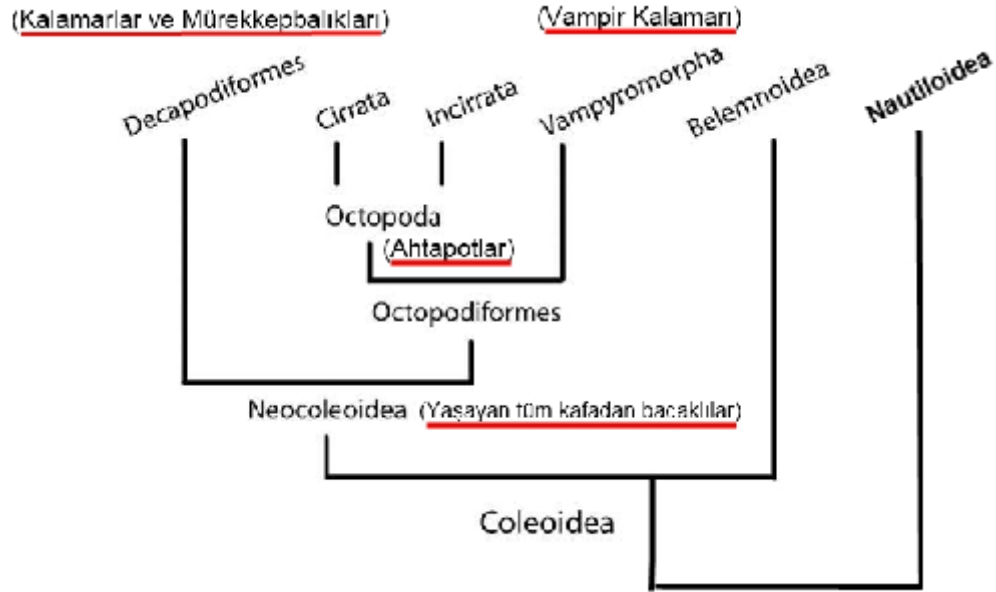 (Kalamarlar ve Mürekkepbalıkları)
(Vampir Kalamarı)
Decapodiformes
Cirrata
Incirrata
Vampyromorpha
Belemnoidea
Nautiloidea
Octopoda
(Ahtapotlar)
Octopodiformes
Neocoleoidea (Yaşayan tüm kafadan bacaklılar)
Coleoidea